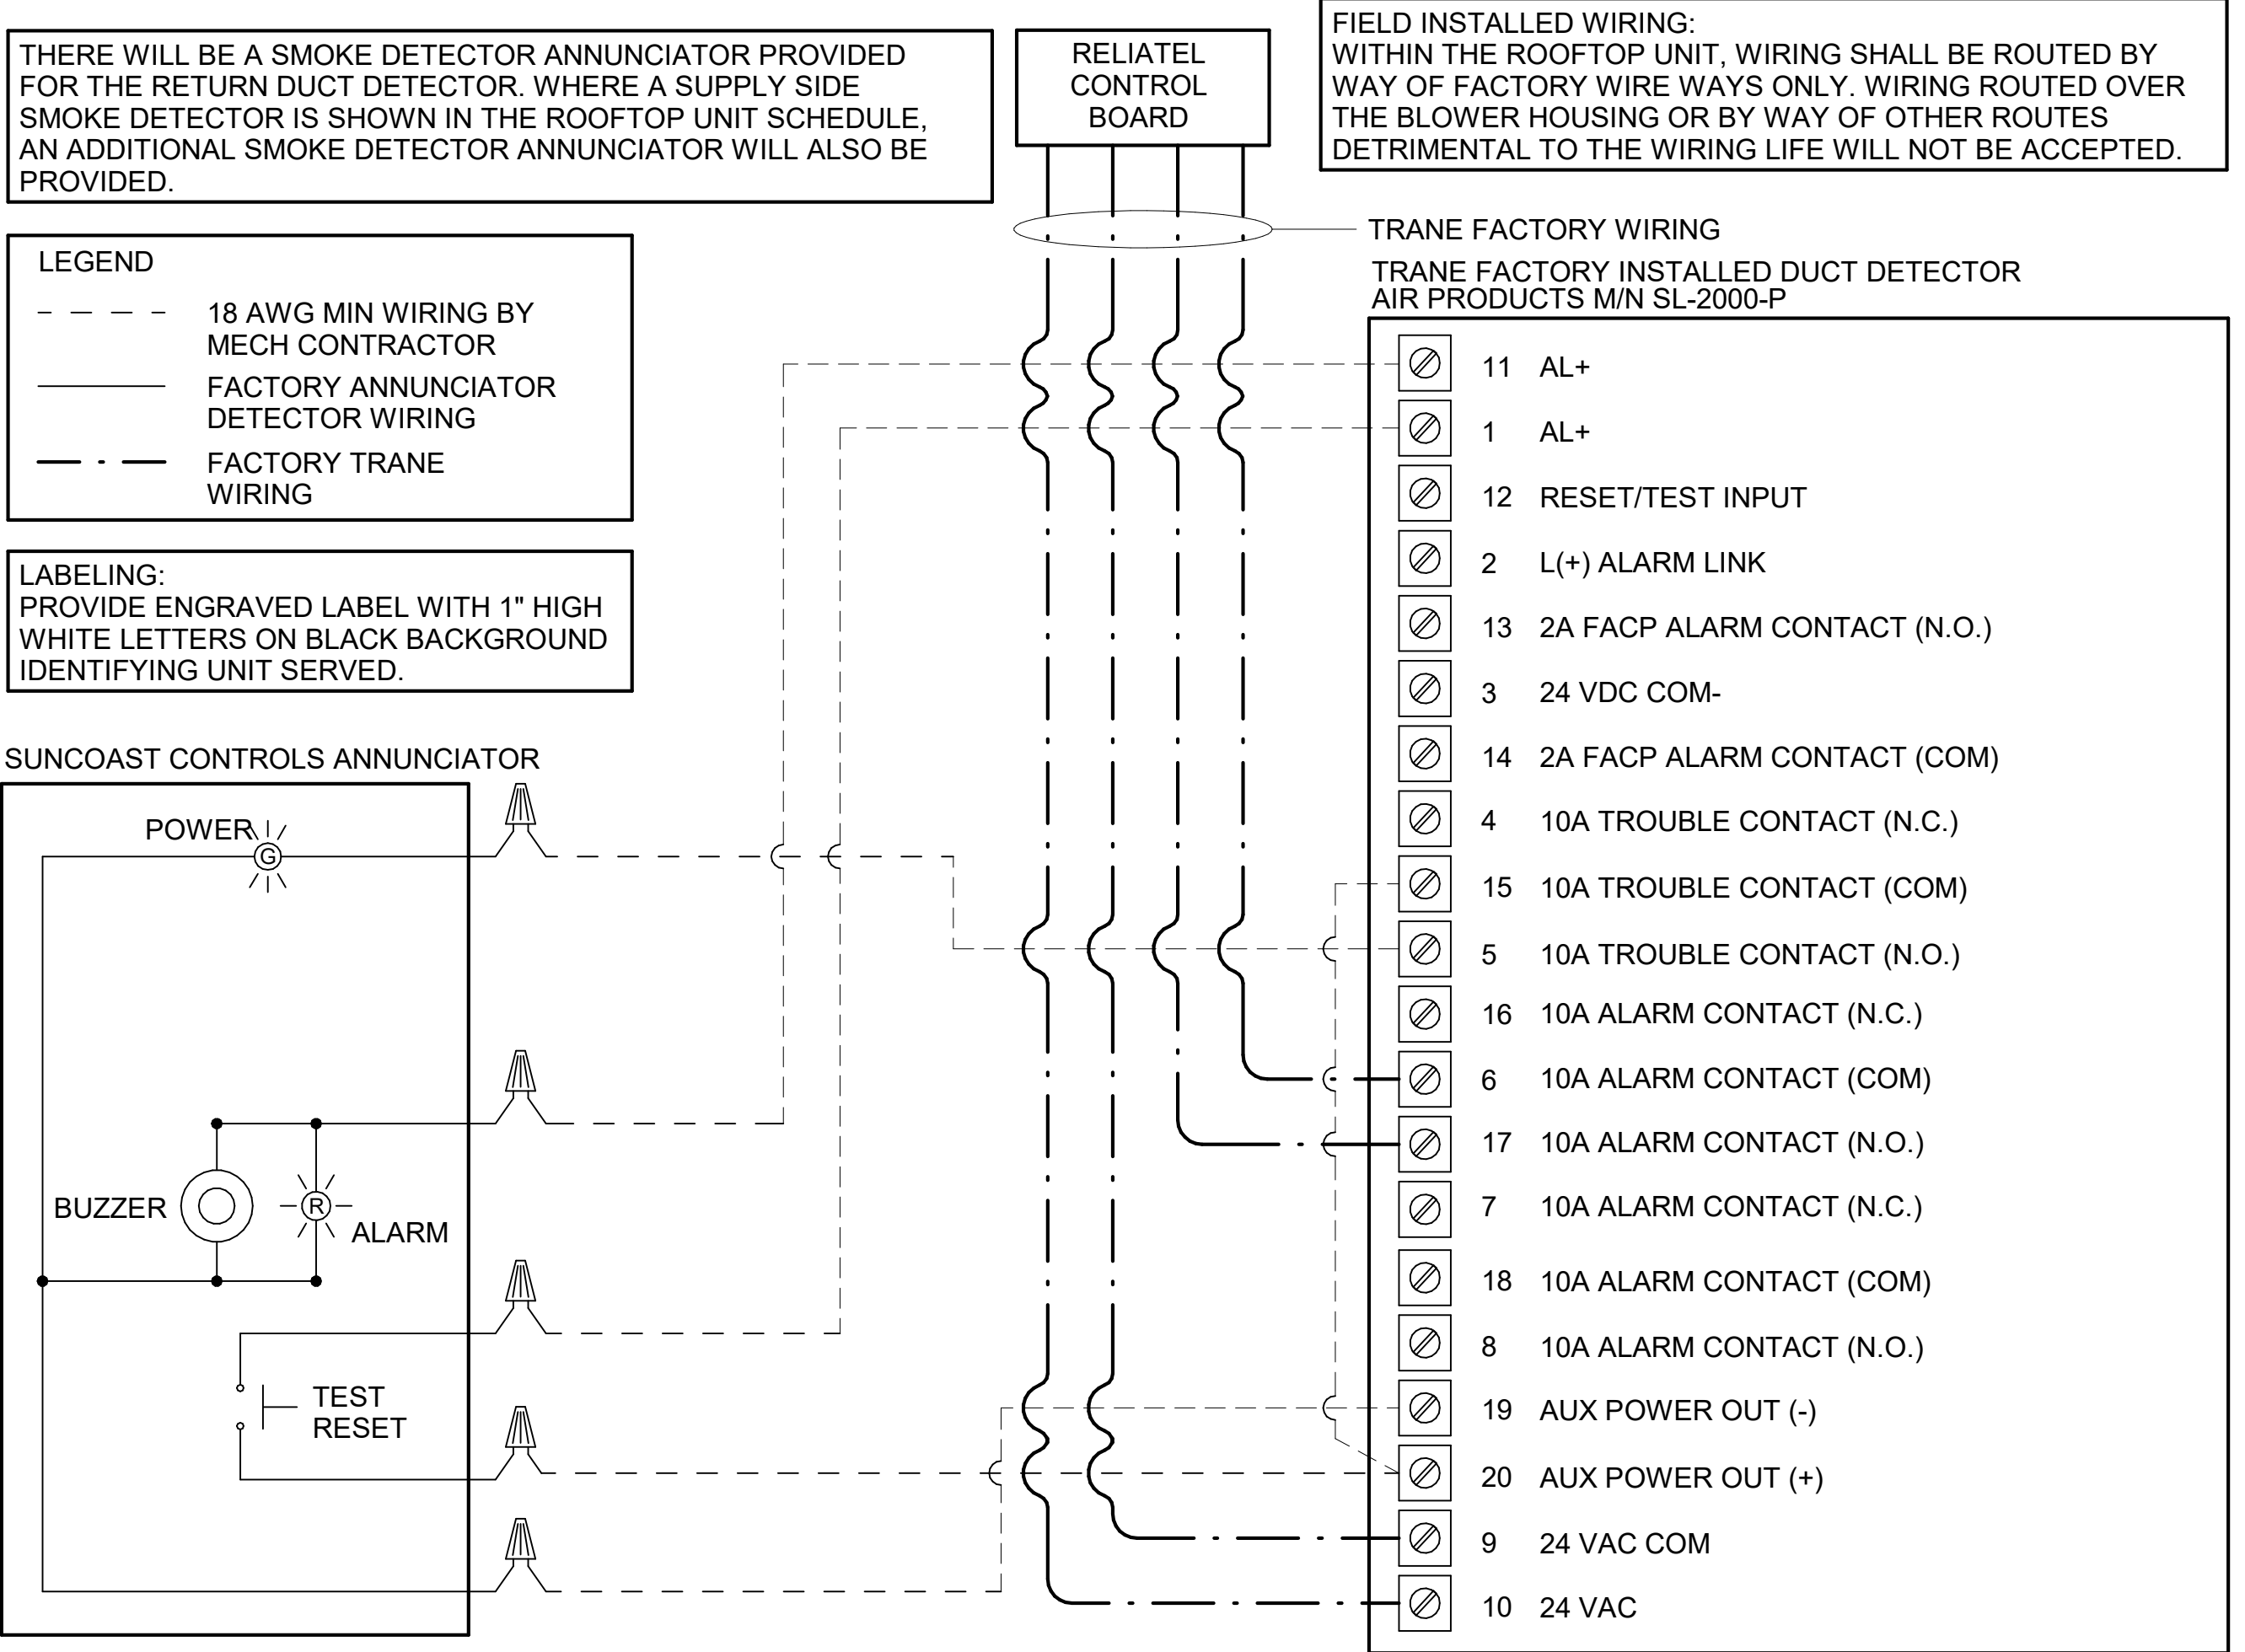 THERE WILL BE A SMOKE DETECTOR ANNUNCIATOR PROVIDED
FOR THE RETURN DUCT DETECTOR. WHERE A SUPPLY SIDE
SMOKE DETECTOR IS SHOWN IN THE ROOFTOP UNIT SCHEDULE,
AN ADDITIONAL SMOKE DETECTOR ANNUNCIATOR WILL ALSO BE
PROVIDED.
RELIATEL
CONTROL
BOARD
FIELD INSTALLED WIRING:
WITHIN THE ROOFTOP UNIT, WIRING SHALL BE ROUTED BY
WAY OF FACTORY WIRE WAYS ONLY. WIRING ROUTED OVER
THE BLOWER HOUSING OR BY WAY OF OTHER ROUTES
DETRIMENTAL TO THE WIRING LIFE WILL NOT BE ACCEPTED.
TRANE FACTORY WIRING
LEGEND
18 AWG MIN WIRING BY
MECH CONTRACTOR
FACTORY ANNUNCIATOR
DETECTOR WIRING
FACTORY TRANE
WIRING
LABELING:
PROVIDE ENGRAVED LABEL WITH 1" HIGH
WHITE LETTERS ON BLACK BACKGROUND
IDENTIFYING UNIT SERVED.
SUNCOAST CONTROLS ANNUNCIATOR
POWER
G
BUZZER
R
ALARM
TEST
RESET
TRANE FACTORY INSTALLED DUCT DETECTOR
AIR PRODUCTS M/N SL-2000-P
11 AL+
1 AL+
12 RESET/TEST INPUT
2 L(+) ALARM LINK
13 2A FACP ALARM CONTACT (N.O.)
3 24 VDC COM-
14 2A FACP ALARM CONTACT (COM)
4 10A TROUBLE CONTACT (N.C.)
15 10A TROUBLE CONTACT (COM)
5 10A TROUBLE CONTACT (N.O.)
16 10A ALARM CONTACT (N.C.)
6 10A ALARM CONTACT (COM)
17 10A ALARM CONTACT (N.O.)
7 10A ALARM CONTACT (N.C.)
18 10A ALARM CONTACT (COM)
8 10A ALARM CONTACT (N.O.)
19 AUX POWER OUT (-)
20 AUX POWER OUT (+)
9 24 VAC COM
10 24 VAC